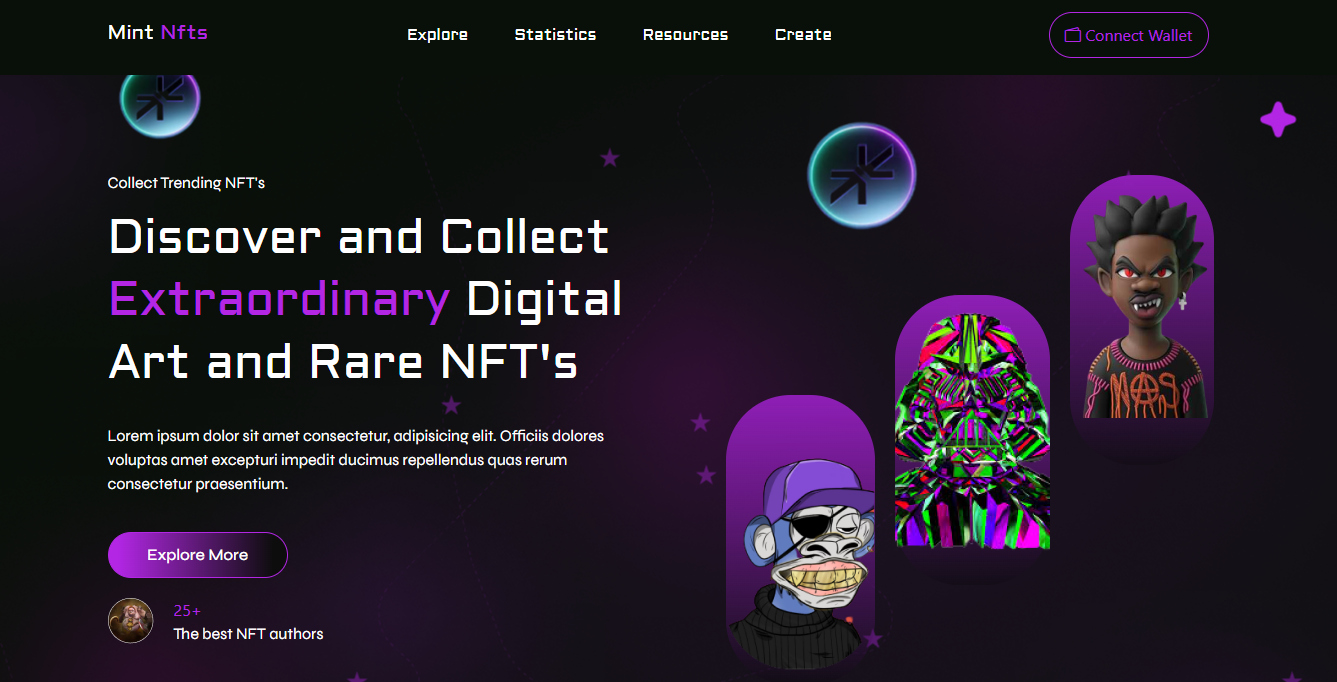 Mint Nfts
Explore
Statistics
Resources
Create
Connect Wallet
Collect Trending NFT's
Discover and Collect
Extraordinary Digital
Art and Rare NFT's
Lorem ipsum dolor sit amet consectetur, adipisicing elit. Officiis dolores
voluptas amet excepturi impedit ducimus repellendus quas rerum
consectetur praesentium.
Explore More
25+
The best NFT authors